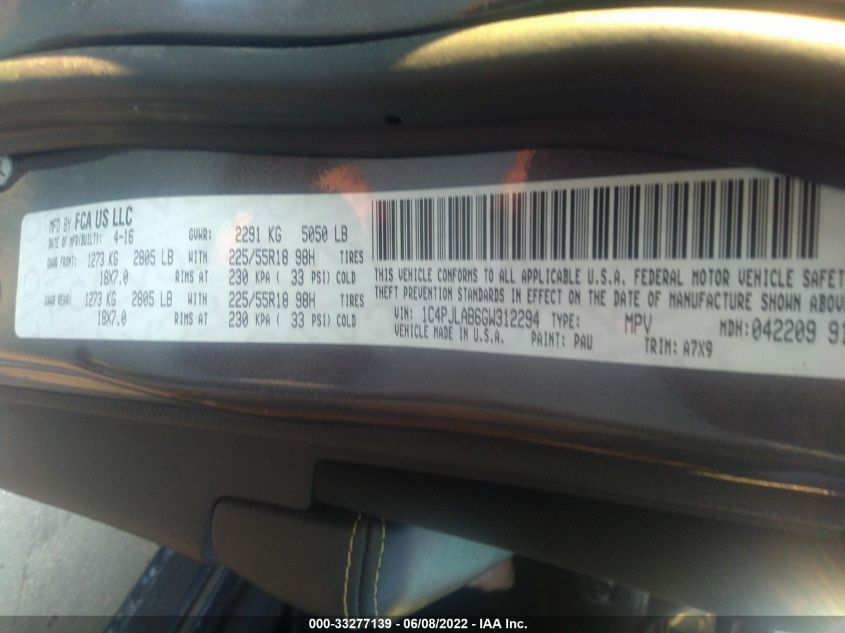 MFD BY FCA US LLC
DATE OF MFR(BUILT): 4-16 GVWR: 2291 KG 5050 LB
GAWR FRONT: 1273 KG 2805 LB WITH 225/55R18 98H TIRES
18X7.0 RIMS AT 230 KPA ( 33 PSI) COLD
GAWR REAR: 1273 KG 2805 LB WITH 225/55R18 98H TIRES
18X7.0 RIMS AT 230 KPA ( 33 PSI) COLD
THIS VEHICLE CONFORMS TO ALL APPLICABLE U.S.A. FEDERAL MOTOR VEHICLE SAFET
THEFT PREVENTION STANDARDS IN EFFECT ON THE DATE OF MANUFACTURE SHOWN ABOV
VIN: 1C4PJLAB6GW312294 TYPE: MPV MDH: 042209 91
VEHICLE MADE IN U.S.A. PAINT: PAU TRIM: A7X9
000-33277139 - 06/08/2022 - IAA Inc.